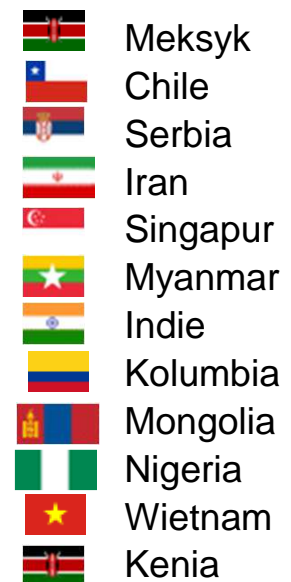 Meksyk
Chile
Serbia
Iran
Singapur
Myanmar
Indie
Kolumbia
Mongolia
Nigeria
Wietnam
Kenia